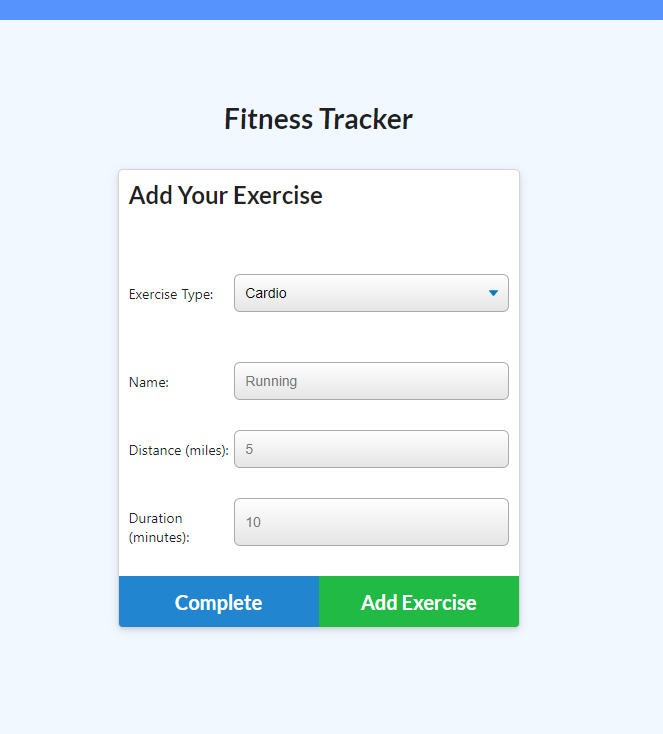 Fitness Tracker
Add Your Exercise
Exercise Type: Cardio
Name: Running
Distance (miles): 5
Duration
(minutes): 10
Complete Add Exercise